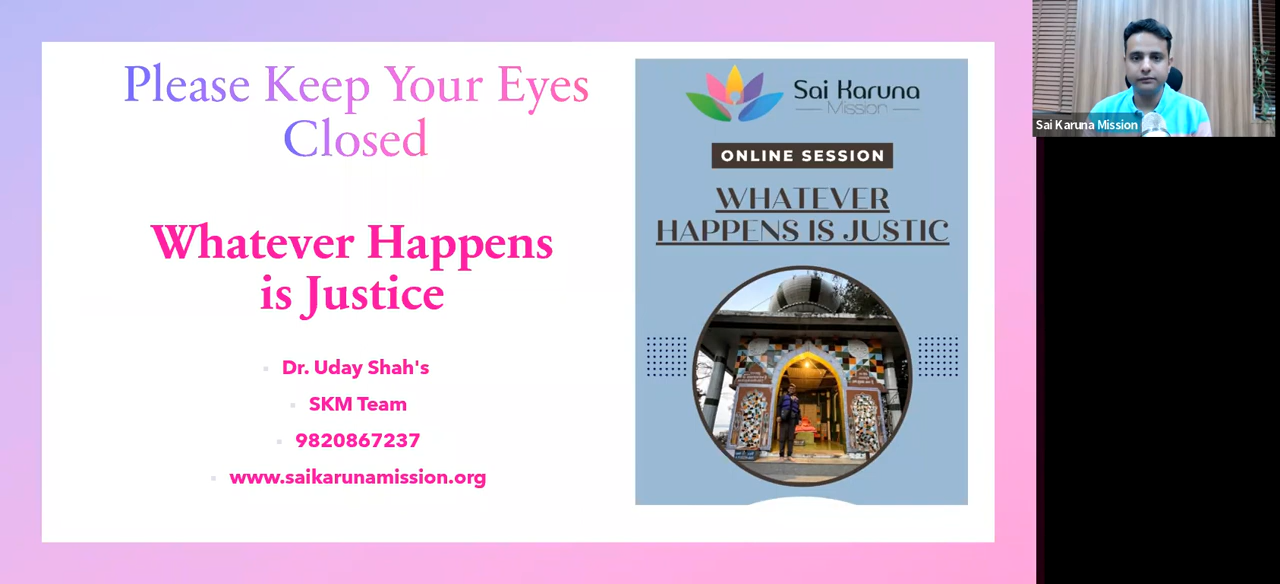 Please Keep Your Eyes
Closed
Whatever Happens
is Justice
Dr. Uday Shah's
SKM Team
9820867237
www.saikarunamission.org
Sai Karuna
Mission
ONLINE SESSION
WHATEVER
HAPPENS IS JUSTIC
Sai Karuna Mission